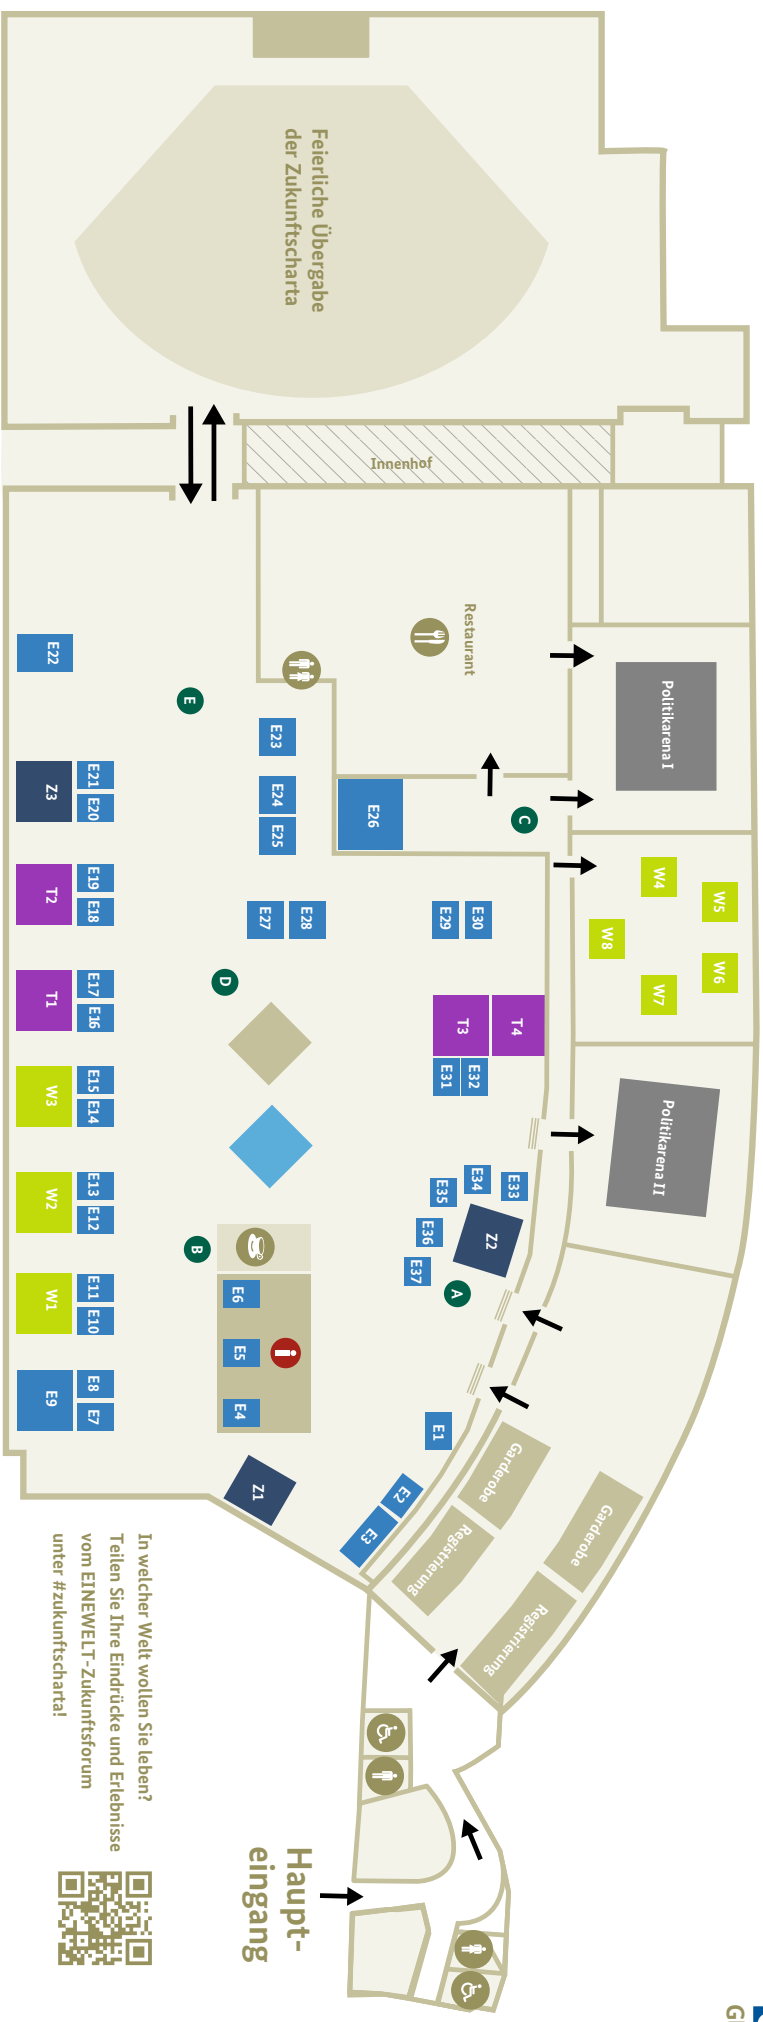 Feierliche Übergabe
der Zukunftscharta
Innenhof
Restaurant
Politikarena I
Politikarena II
E22
E
E23
E24
E25
E26
C
Z3
E21
E20
T2
E19
E18
E27
E28
E29
E30
W4
W5
W6
W7
W8
D
T1
E17
E16
T3
T4
E31
E32
W3
E15
E14
W2
E13
E12
E33
E34
E35
E36
E37
Z2
A
B
W1
E11
E10
E6
E5
E4
E9
E8
E7
E1
E2
E3
Z1
Garderobe
Registrierung
Garderobe
Registrierung
In welcher Welt wollen Sie leben?
Teilen Sie Ihre Eindrücke und Erlebnisse
vom EINEWELT-Zukunftsforum
unter #zukunftscharta!
Haupt-
eingang